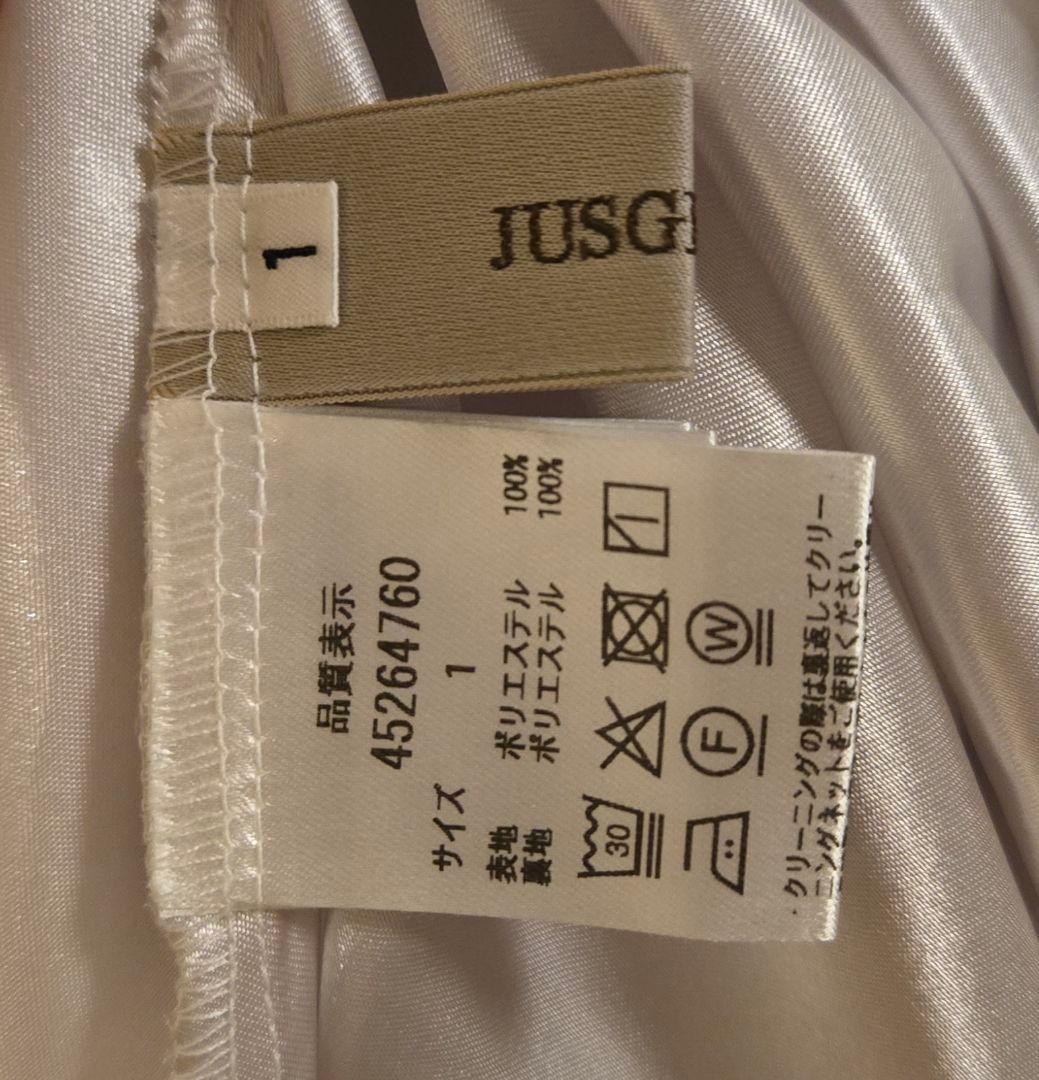 1
品質表示
45264760
サイズ 1
表地 ポリエステル 100%
裏地 ポリエステル 100%
30
F W
・クリーニングの際は裏返してクリー
ニングネットをご使用ください。